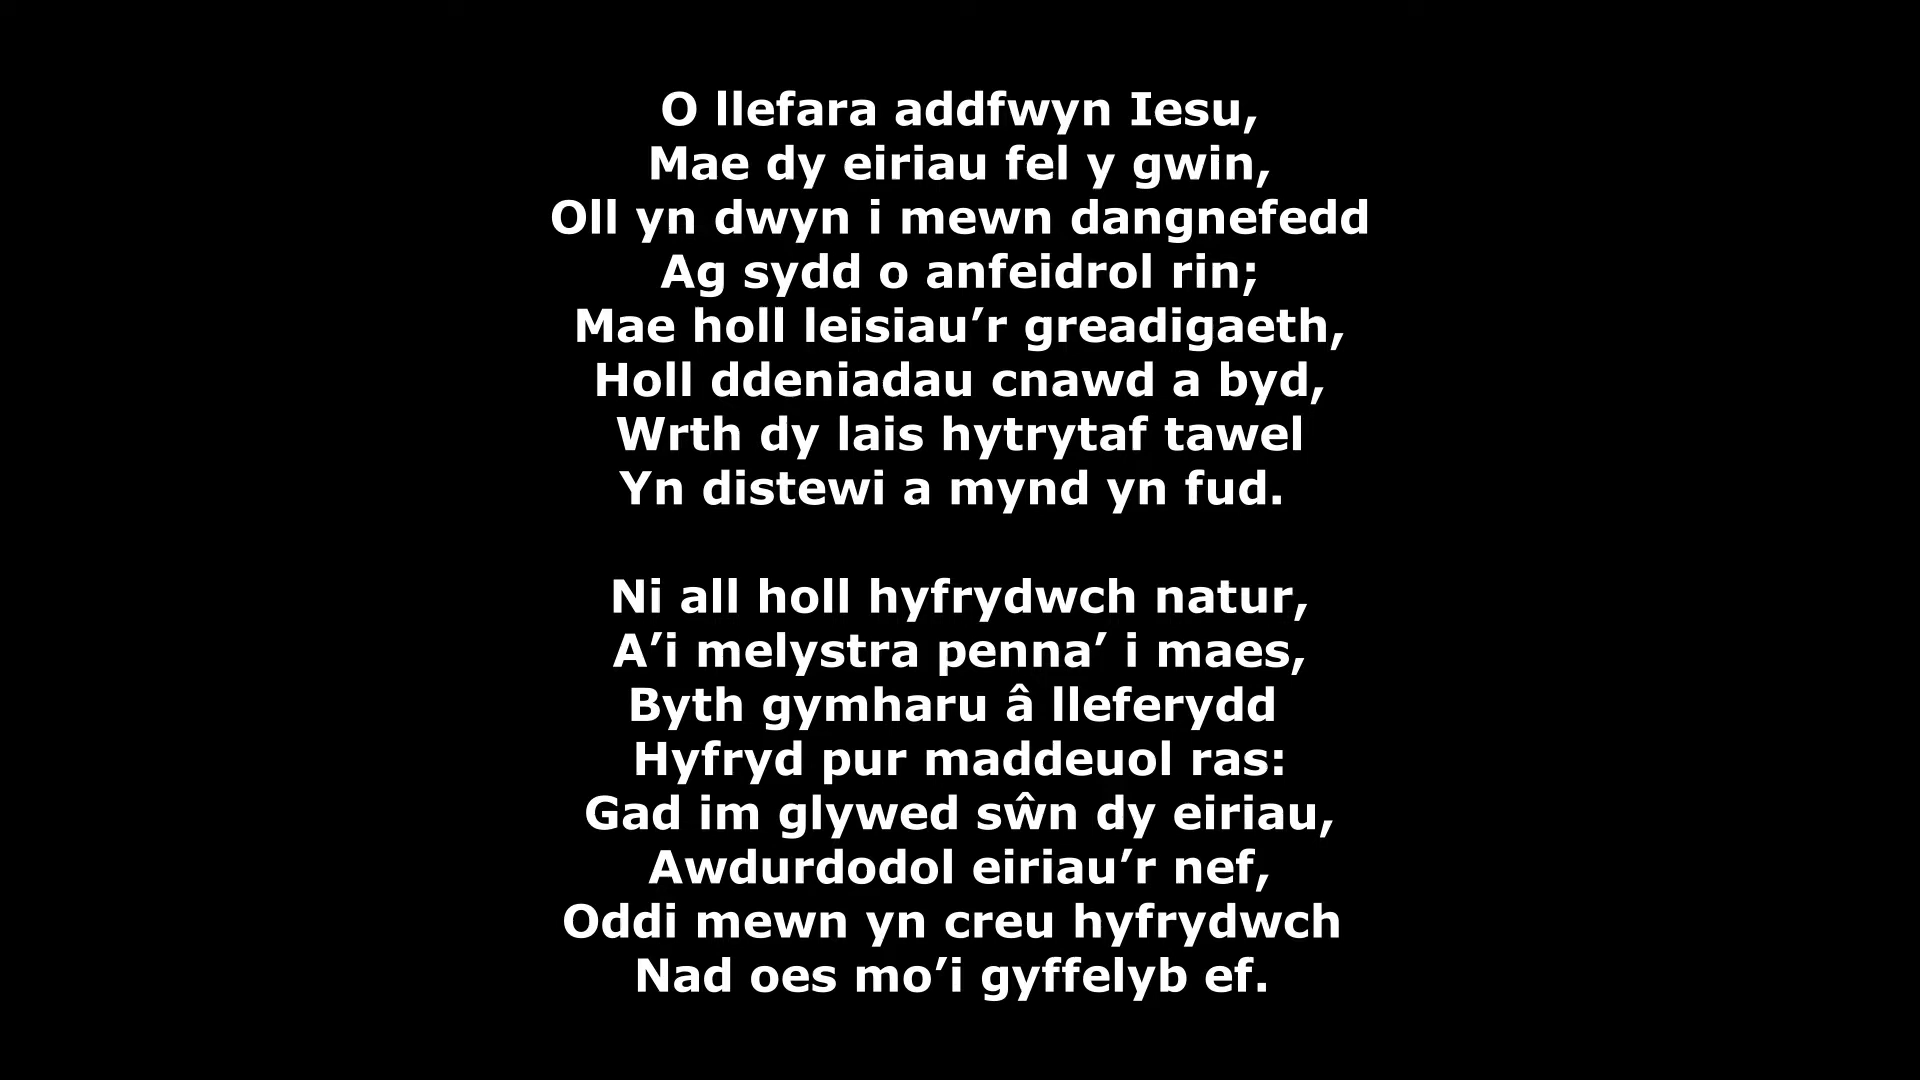 O llefara addfwyn Iesu,
Mae dy eiriau fel y gwin,
Oll yn dwyn i mewn dangnefedd
Ag sydd o anfeidrol rin;
Mae holl leisiau’r greadigaeth,
Holl ddeniadau cnawd a byd,
Wrth dy lais hytrytaf tawel
Yn distewi a mynd yn fud.

Ni all holl hyfrydwch natur,
A’i melystra penna’ i maes,
Byth gymharu â lleferydd
Hyfryd pur maddeuol ras:
Gad im glywed sŵn dy eiriau,
Awdurdodol eiriau’r nef,
Oddi mewn yn creu hyfrydwch
Nad oes mo’i gyffelyb ef.